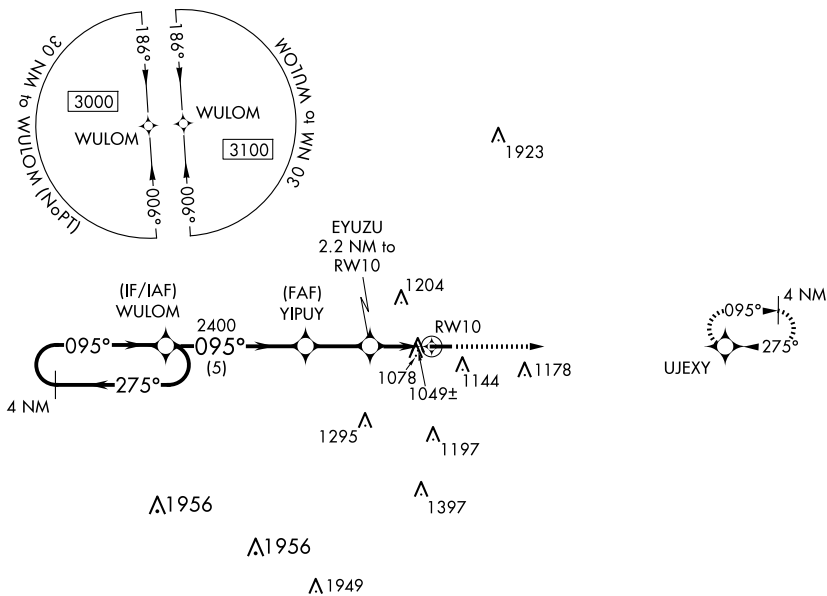 30 NM to WULOM (NoPT)
186°
3000
WULOM
006°
186°
WULOM
3100
006°
30 NM to WULOM
1923
EYUZU
2.2 NM to
RW10
1204
(IF/IAF)
WULOM
(FAF)
YIPUY
2400
095°
(5)
095°
275°
4 NM
RW10
1078
1049±
1144
1178
095°
4 NM
275°
UJEXY
1295
1197
1397
1956
1956
1949